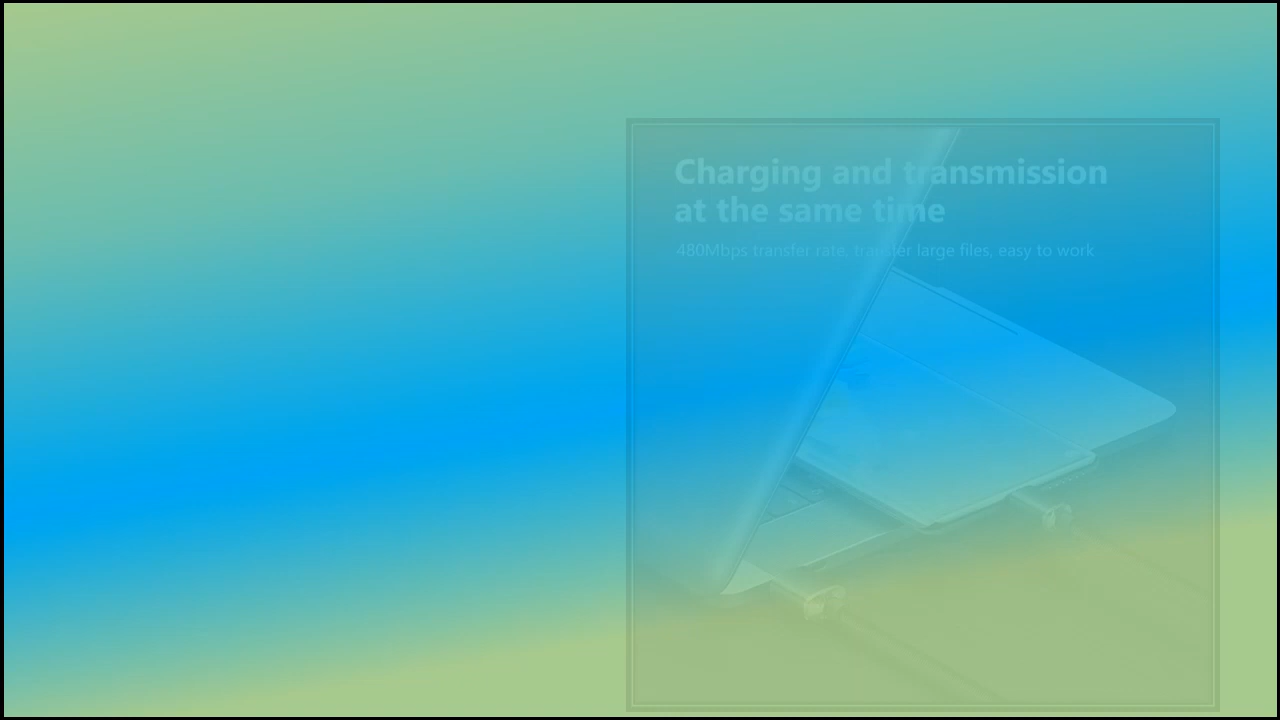 Charging and transmission
at the same time
480Mbps transfer rate, transfer large files, easy to work